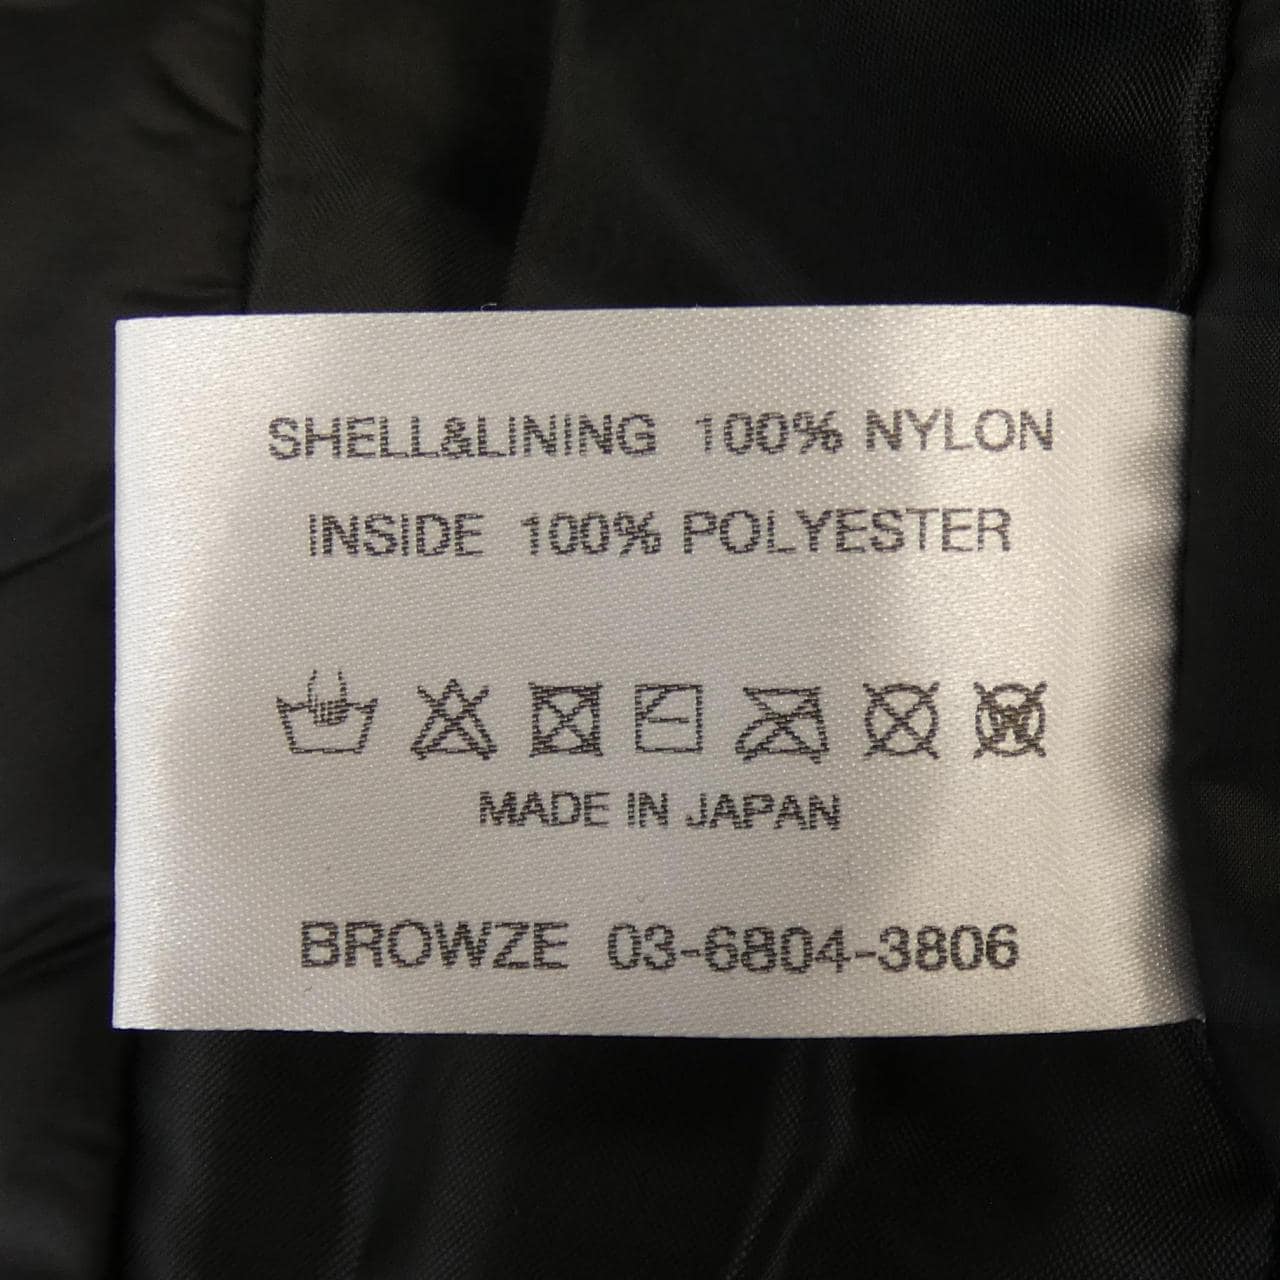 SHELL&LINING 100% NYLON
INSIDE 100% POLYESTER
MADE IN JAPAN
BROWZE 03-6804-3806